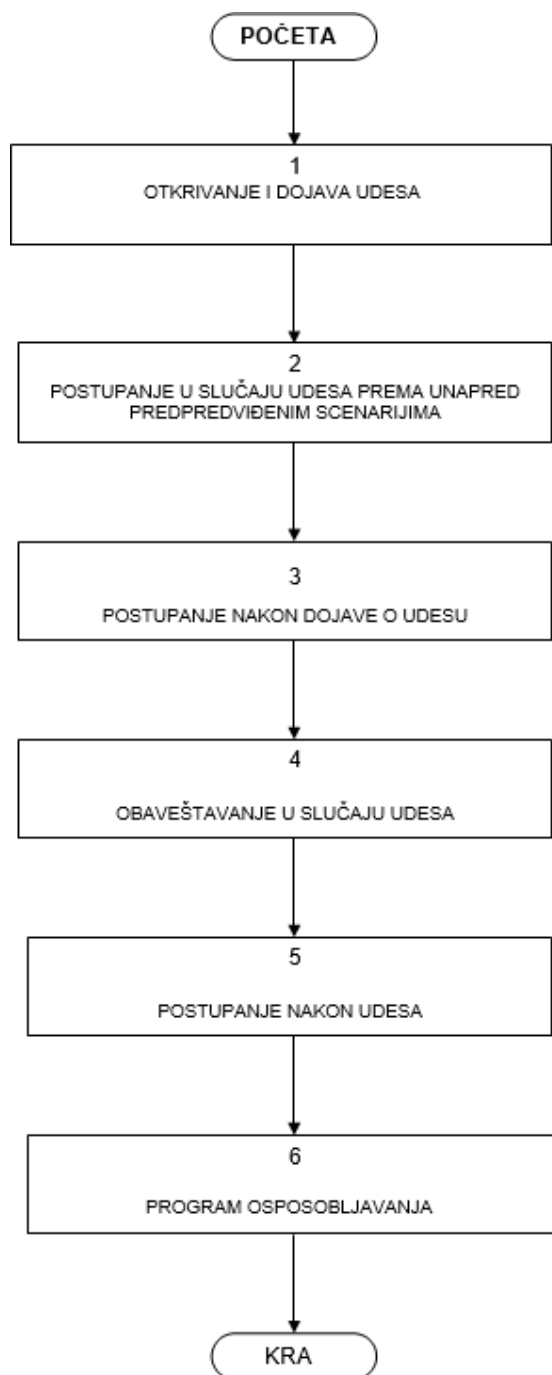 POČETA
1
OTKRIVANJE I DOJAVA UDESA
2
POSTUPANJE U SLUČAJU UDESA PREMA UNAPRED
PREDPREDVIĐENIM SCENARIJIMA
3
POSTUPANJE NAKON DOJAVE O UDESU
4
OBAVEŠTAVANJE U SLUČAJU UDESA
5
POSTUPANJE NAKON UDESA
6
PROGRAM OSPOSOBLJAVANJA
KRA